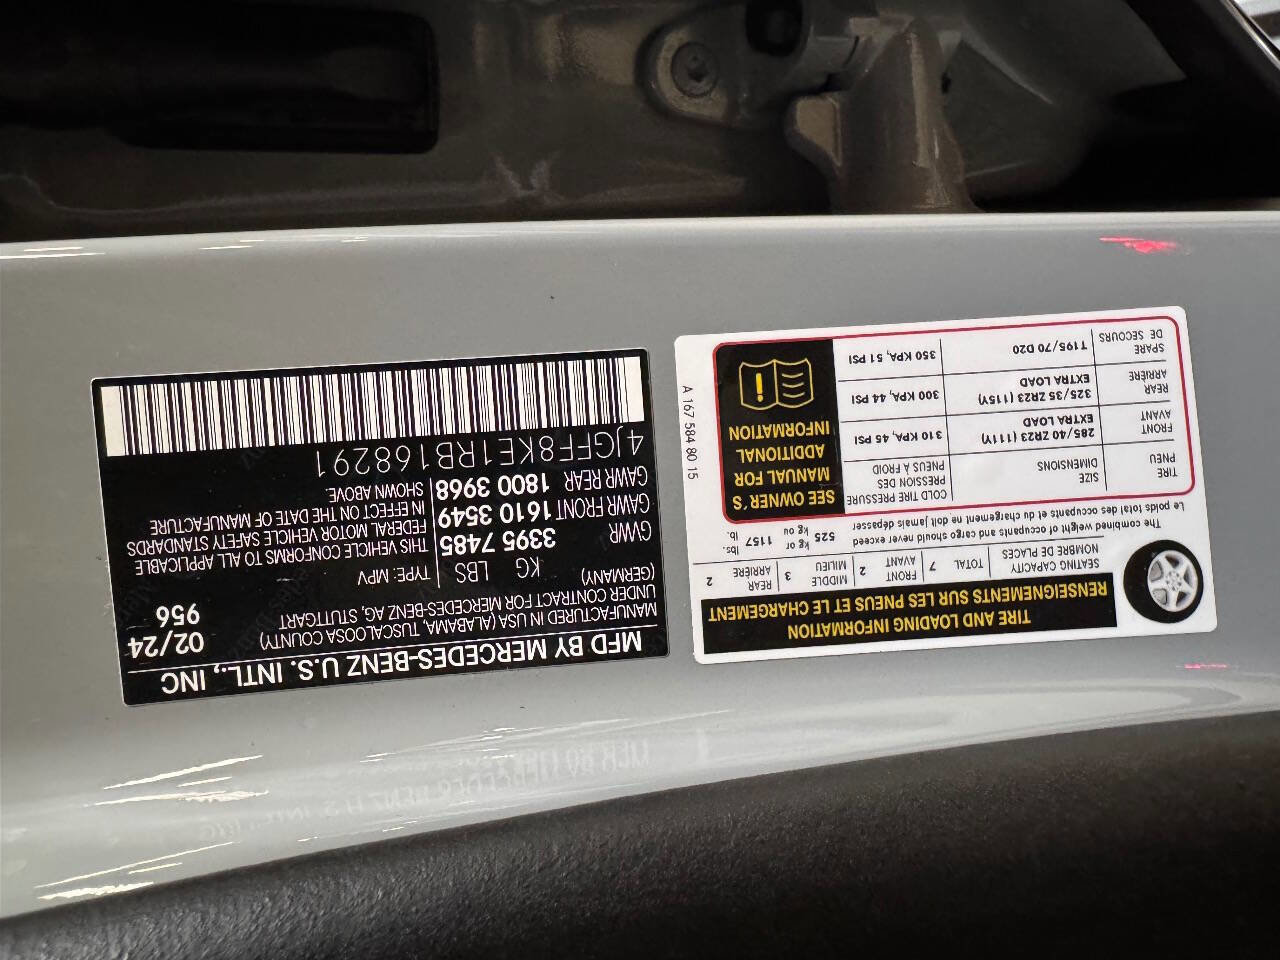 MFD BY MERCEDES-BENZ U.S. INTL., INC
MANUFACTURED IN USA (ALABAMA, TUSCALOOSA COUNTY)
UNDER CONTRACT FOR MERCEDES-BENZ AG, STUTTGART
(GERMANY)
02/24
956
KG LBS TYPE: MPV
GVWR 3395 7485
GAWR FRONT 1610 3549
GAWR REAR 1800 3968
THIS VEHICLE CONFORMS TO ALL APPLICABLE
FEDERAL MOTOR VEHICLE SAFETY STANDARDS
IN EFFECT ON THE DATE OF MANUFACTURE
SHOWN ABOVE
4JGFF8KE1RB168291
TIRE AND LOADING INFORMATION
RENSEIGNEMENTS SUR LES PNEUS ET LE CHARGEMENT
SEATING CAPACITY
NOMBRE DE PLACES
TOTAL 7
FRONT
AVANT 2
MIDDLE
MILIEU 3
REAR
ARRIÈRE 2
The combined weight of occupants and cargo should never exceed
Le poids total des occupants et du chargement ne doit jamais dépasser
525 kg or
kg ou
1157 lbs.
lb.
TIRE
PNEU
SIZE
DIMENSIONS
COLD TIRE PRESSURE
PRESSION DES
PNEUS À FROID
FRONT
AVANT
285/40 ZR23 (111Y)
EXTRA LOAD
310 KPA, 45 PSI
REAR
ARRIÈRE
325/35 ZR23 (115Y)
EXTRA LOAD
300 KPA, 44 PSI
SPARE
DE SECOURS
T195/70 D20
350 KPA, 51 PSI
SEE OWNER'S
MANUAL FOR
ADDITIONAL
INFORMATION
A 167 584 80 15